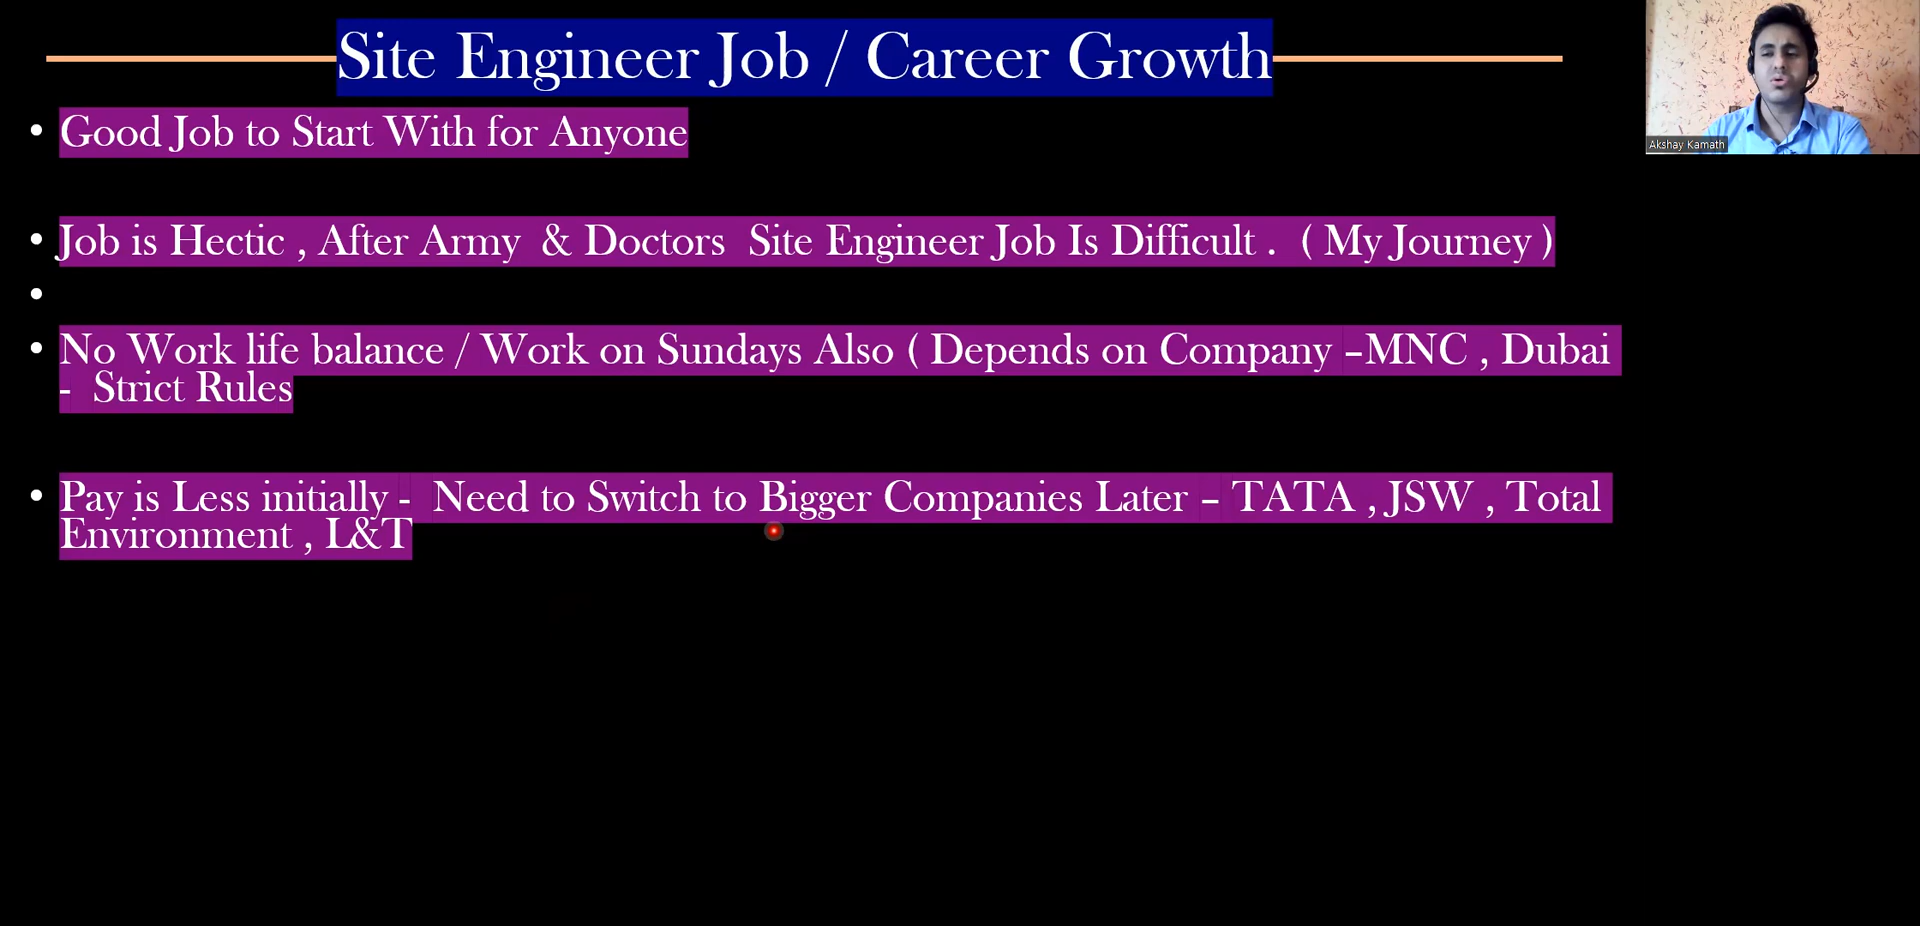 Site Engineer Job / Career Growth
Akshay Kamath
• Good Job to Start With for Anyone
• Job is Hectic , After Army & Doctors Site Engineer Job Is Difficult . ( My Journey )
•
• No Work life balance / Work on Sundays Also ( Depends on Company –MNC , Dubai
- Strict Rules
• Pay is Less initially - Need to Switch to Bigger Companies Later – TATA , JSW , Total
Environment , L&T